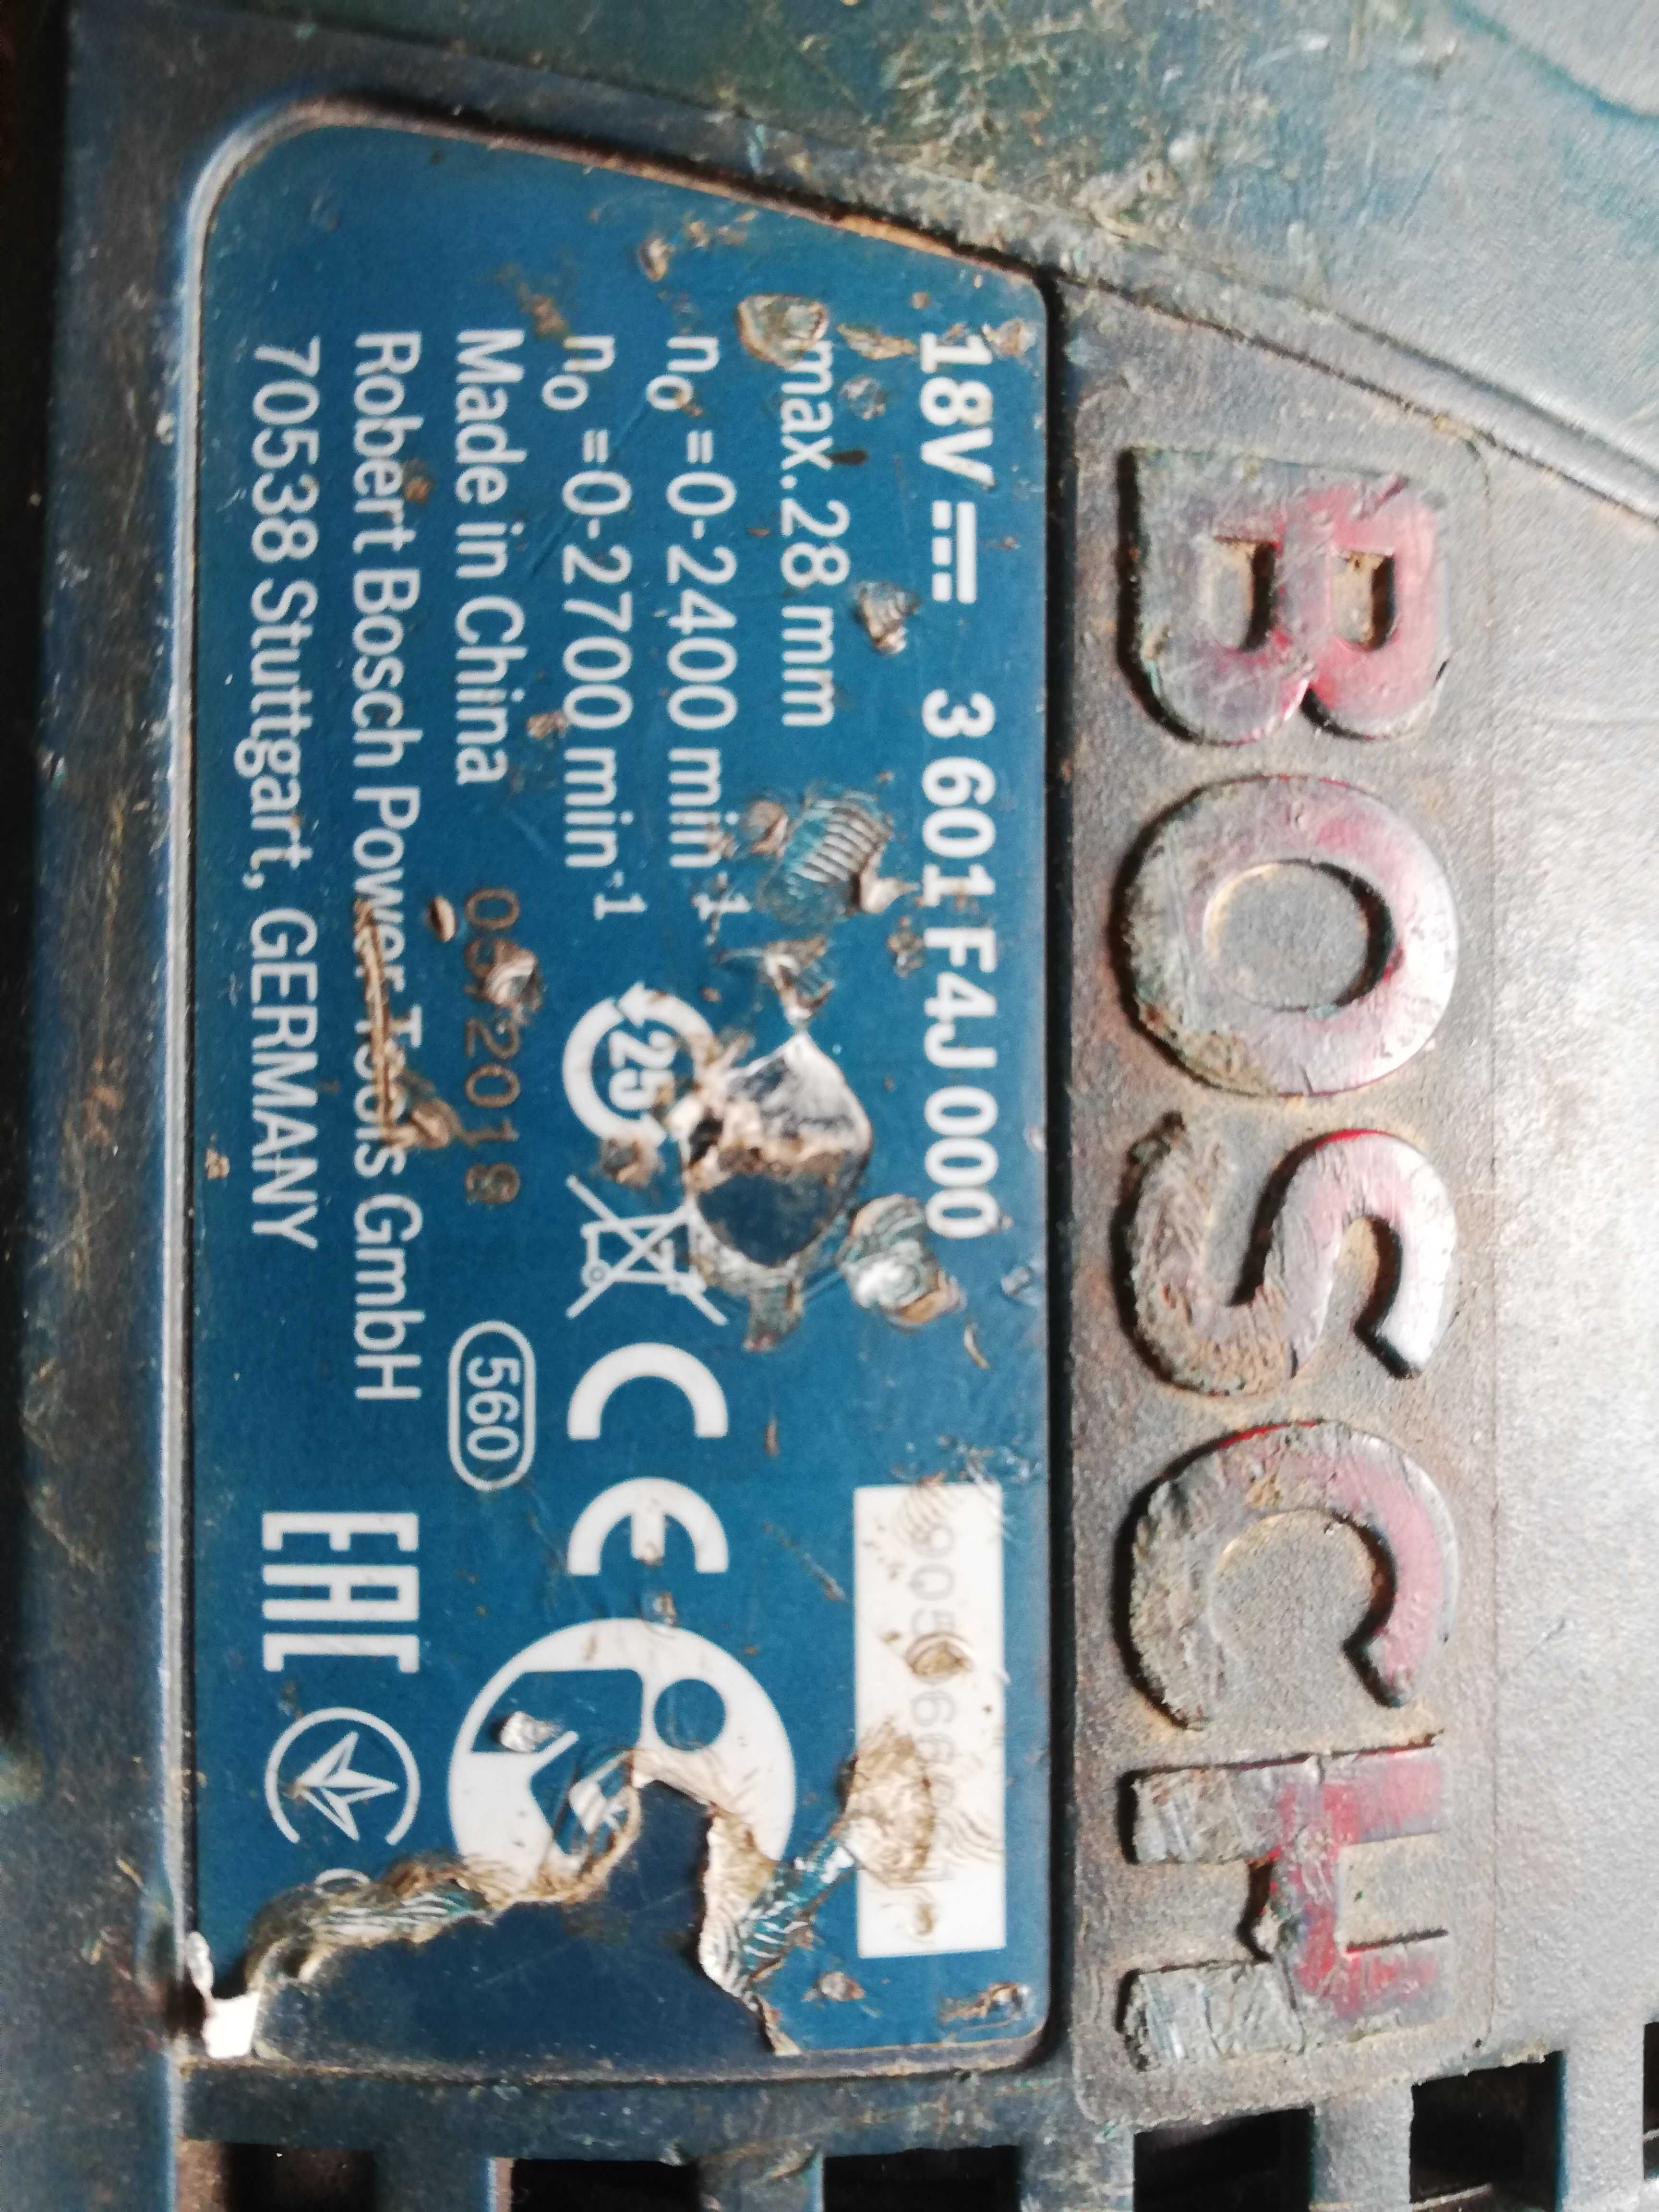 BOSCH
18V 3 601 F4J 000
max. 28 mm
n₀ =0-2400 min⁻¹
n₀ =0-2700 min⁻¹
25
CE
Made in China
2018
560
Robert Bosch Power Tools GmbH
70538 Stuttgart, GERMANY
EAC